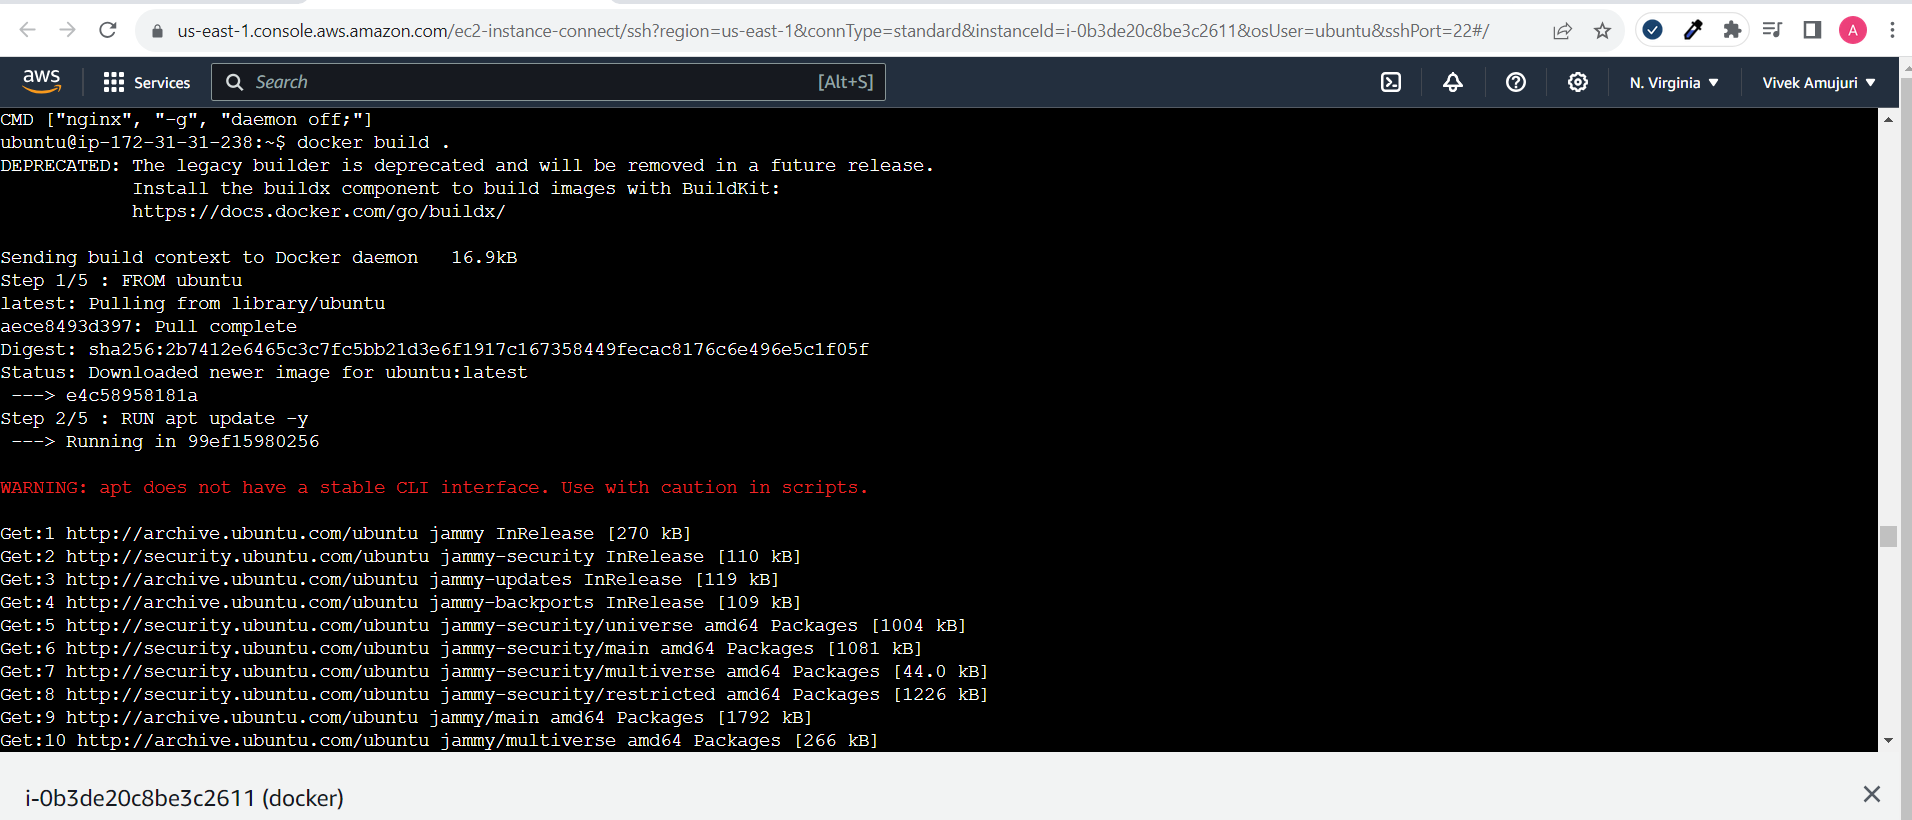 us-east-1.console.aws.amazon.com/ec2-instance-connect/ssh?region=us-east-1&connType=standard&instanceId=i-0b3de20c8be3c2611&osUser=ubuntu&sshPort=22#/
A
aws
Services
Search
[Alt+S]
N. Virginia
Vivek Amujuri
CMD ["nginx", "-g", "daemon off;"]
ubuntu@ip-172-31-31-238:~$ docker build .
DEPRECATED: The legacy builder is deprecated and will be removed in a future release.
Install the buildx component to build images with BuildKit:
https://docs.docker.com/go/buildx/
Sending build context to Docker daemon 16.9kB
Step 1/5 : FROM ubuntu
latest: Pulling from library/ubuntu
aece8493d397: Pull complete
Digest: sha256:2b7412e6465c3c7fc5bb21d3e6f1917c167358449fecac8176c6e496e5c1f05f
Status: Downloaded newer image for ubuntu:latest
---> e4c58958181a
Step 2/5 : RUN apt update -y
---> Running in 99ef15980256
WARNING: apt does not have a stable CLI interface. Use with caution in scripts.
Get:1 http://archive.ubuntu.com/ubuntu jammy InRelease [270 kB]
Get:2 http://security.ubuntu.com/ubuntu jammy-security InRelease [110 kB]
Get:3 http://archive.ubuntu.com/ubuntu jammy-updates InRelease [119 kB]
Get:4 http://archive.ubuntu.com/ubuntu jammy-backports InRelease [109 kB]
Get:5 http://security.ubuntu.com/ubuntu jammy-security/universe amd64 Packages [1004 kB]
Get:6 http://security.ubuntu.com/ubuntu jammy-security/main amd64 Packages [1081 kB]
Get:7 http://security.ubuntu.com/ubuntu jammy-security/multiverse amd64 Packages [44.0 kB]
Get:8 http://security.ubuntu.com/ubuntu jammy-security/restricted amd64 Packages [1226 kB]
Get:9 http://archive.ubuntu.com/ubuntu jammy/main amd64 Packages [1792 kB]
Get:10 http://archive.ubuntu.com/ubuntu jammy/multiverse amd64 Packages [266 kB]
i-0b3de20c8be3c2611 (docker)